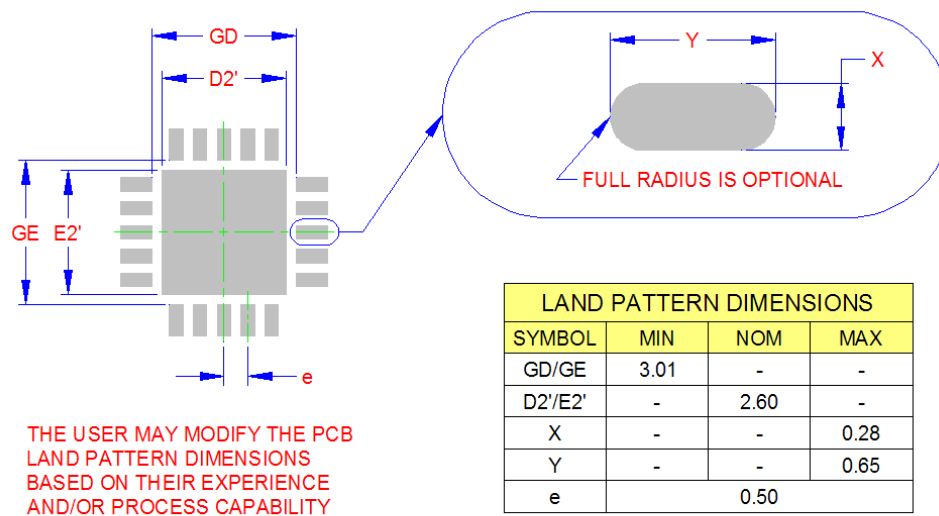 GD
D2'
GE
E2'
e
Y
X
FULL RADIUS IS OPTIONAL
THE USER MAY MODIFY THE PCB
LAND PATTERN DIMENSIONS
BASED ON THEIR EXPERIENCE
AND/OR PROCESS CAPABILITY
LAND PATTERN DIMENSIONS
SYMBOL MIN NOM MAX
GD/GE 3.01 - -
D2'/E2' - 2.60 -
X - - 0.28
Y - - 0.65
e 0.50